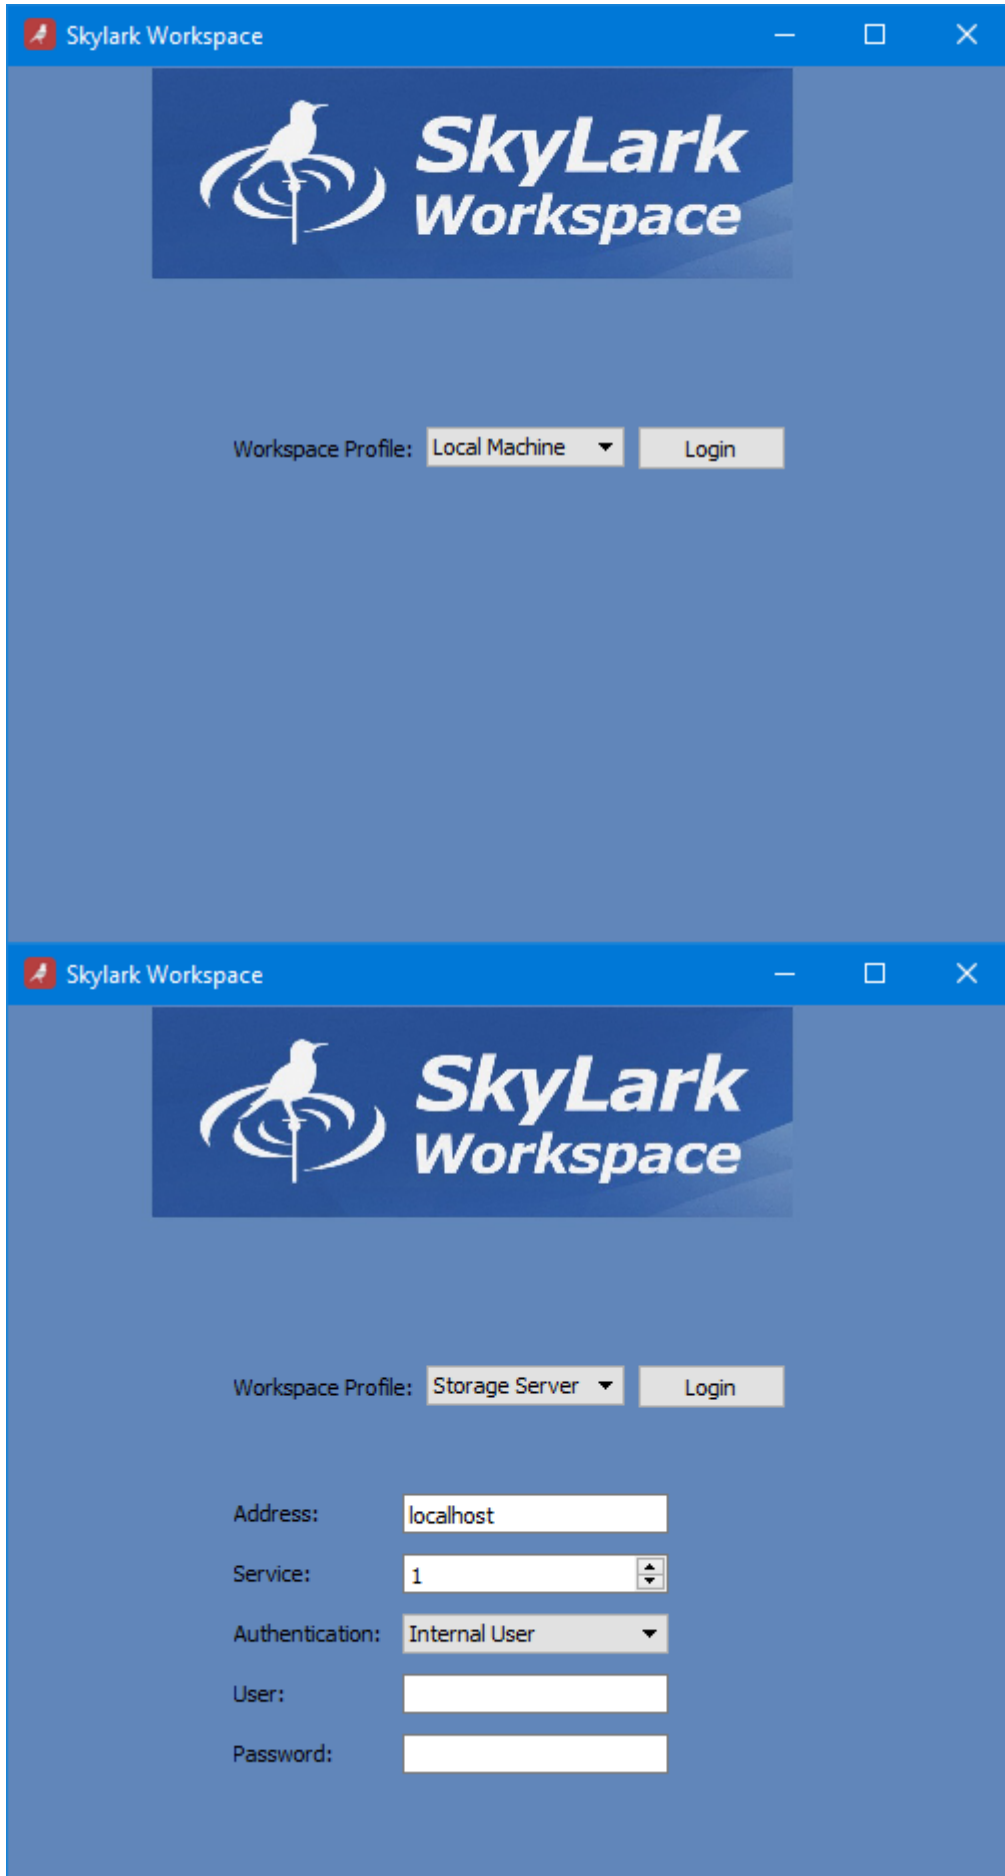 Skylark Workspace
SkyLark
Workspace
Workspace Profile: Local Machine Login
Skylark Workspace
SkyLark
Workspace
Workspace Profile: Storage Server Login
Address: localhost
Service: 1
Authentication: Internal User
User:
Password: